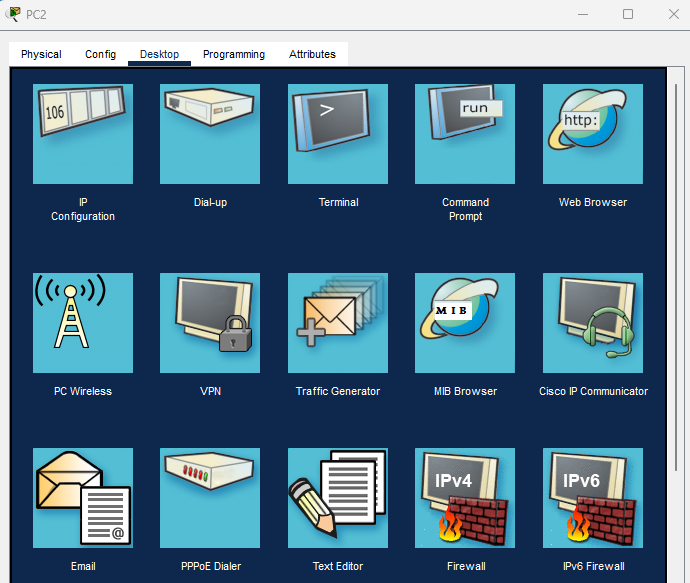 PC2
Physical Config Desktop Programming Attributes
106
>
run
http:
IP
Configuration
Dial-up
Terminal
Command
Prompt
Web Browser
MIB
PC Wireless
VPN
Traffic Generator
MIB Browser
Cisco IP Communicator
@
IPv4
IPv6
Email
PPPoE Dialer
Text Editor
Firewall
IPv6 Firewall